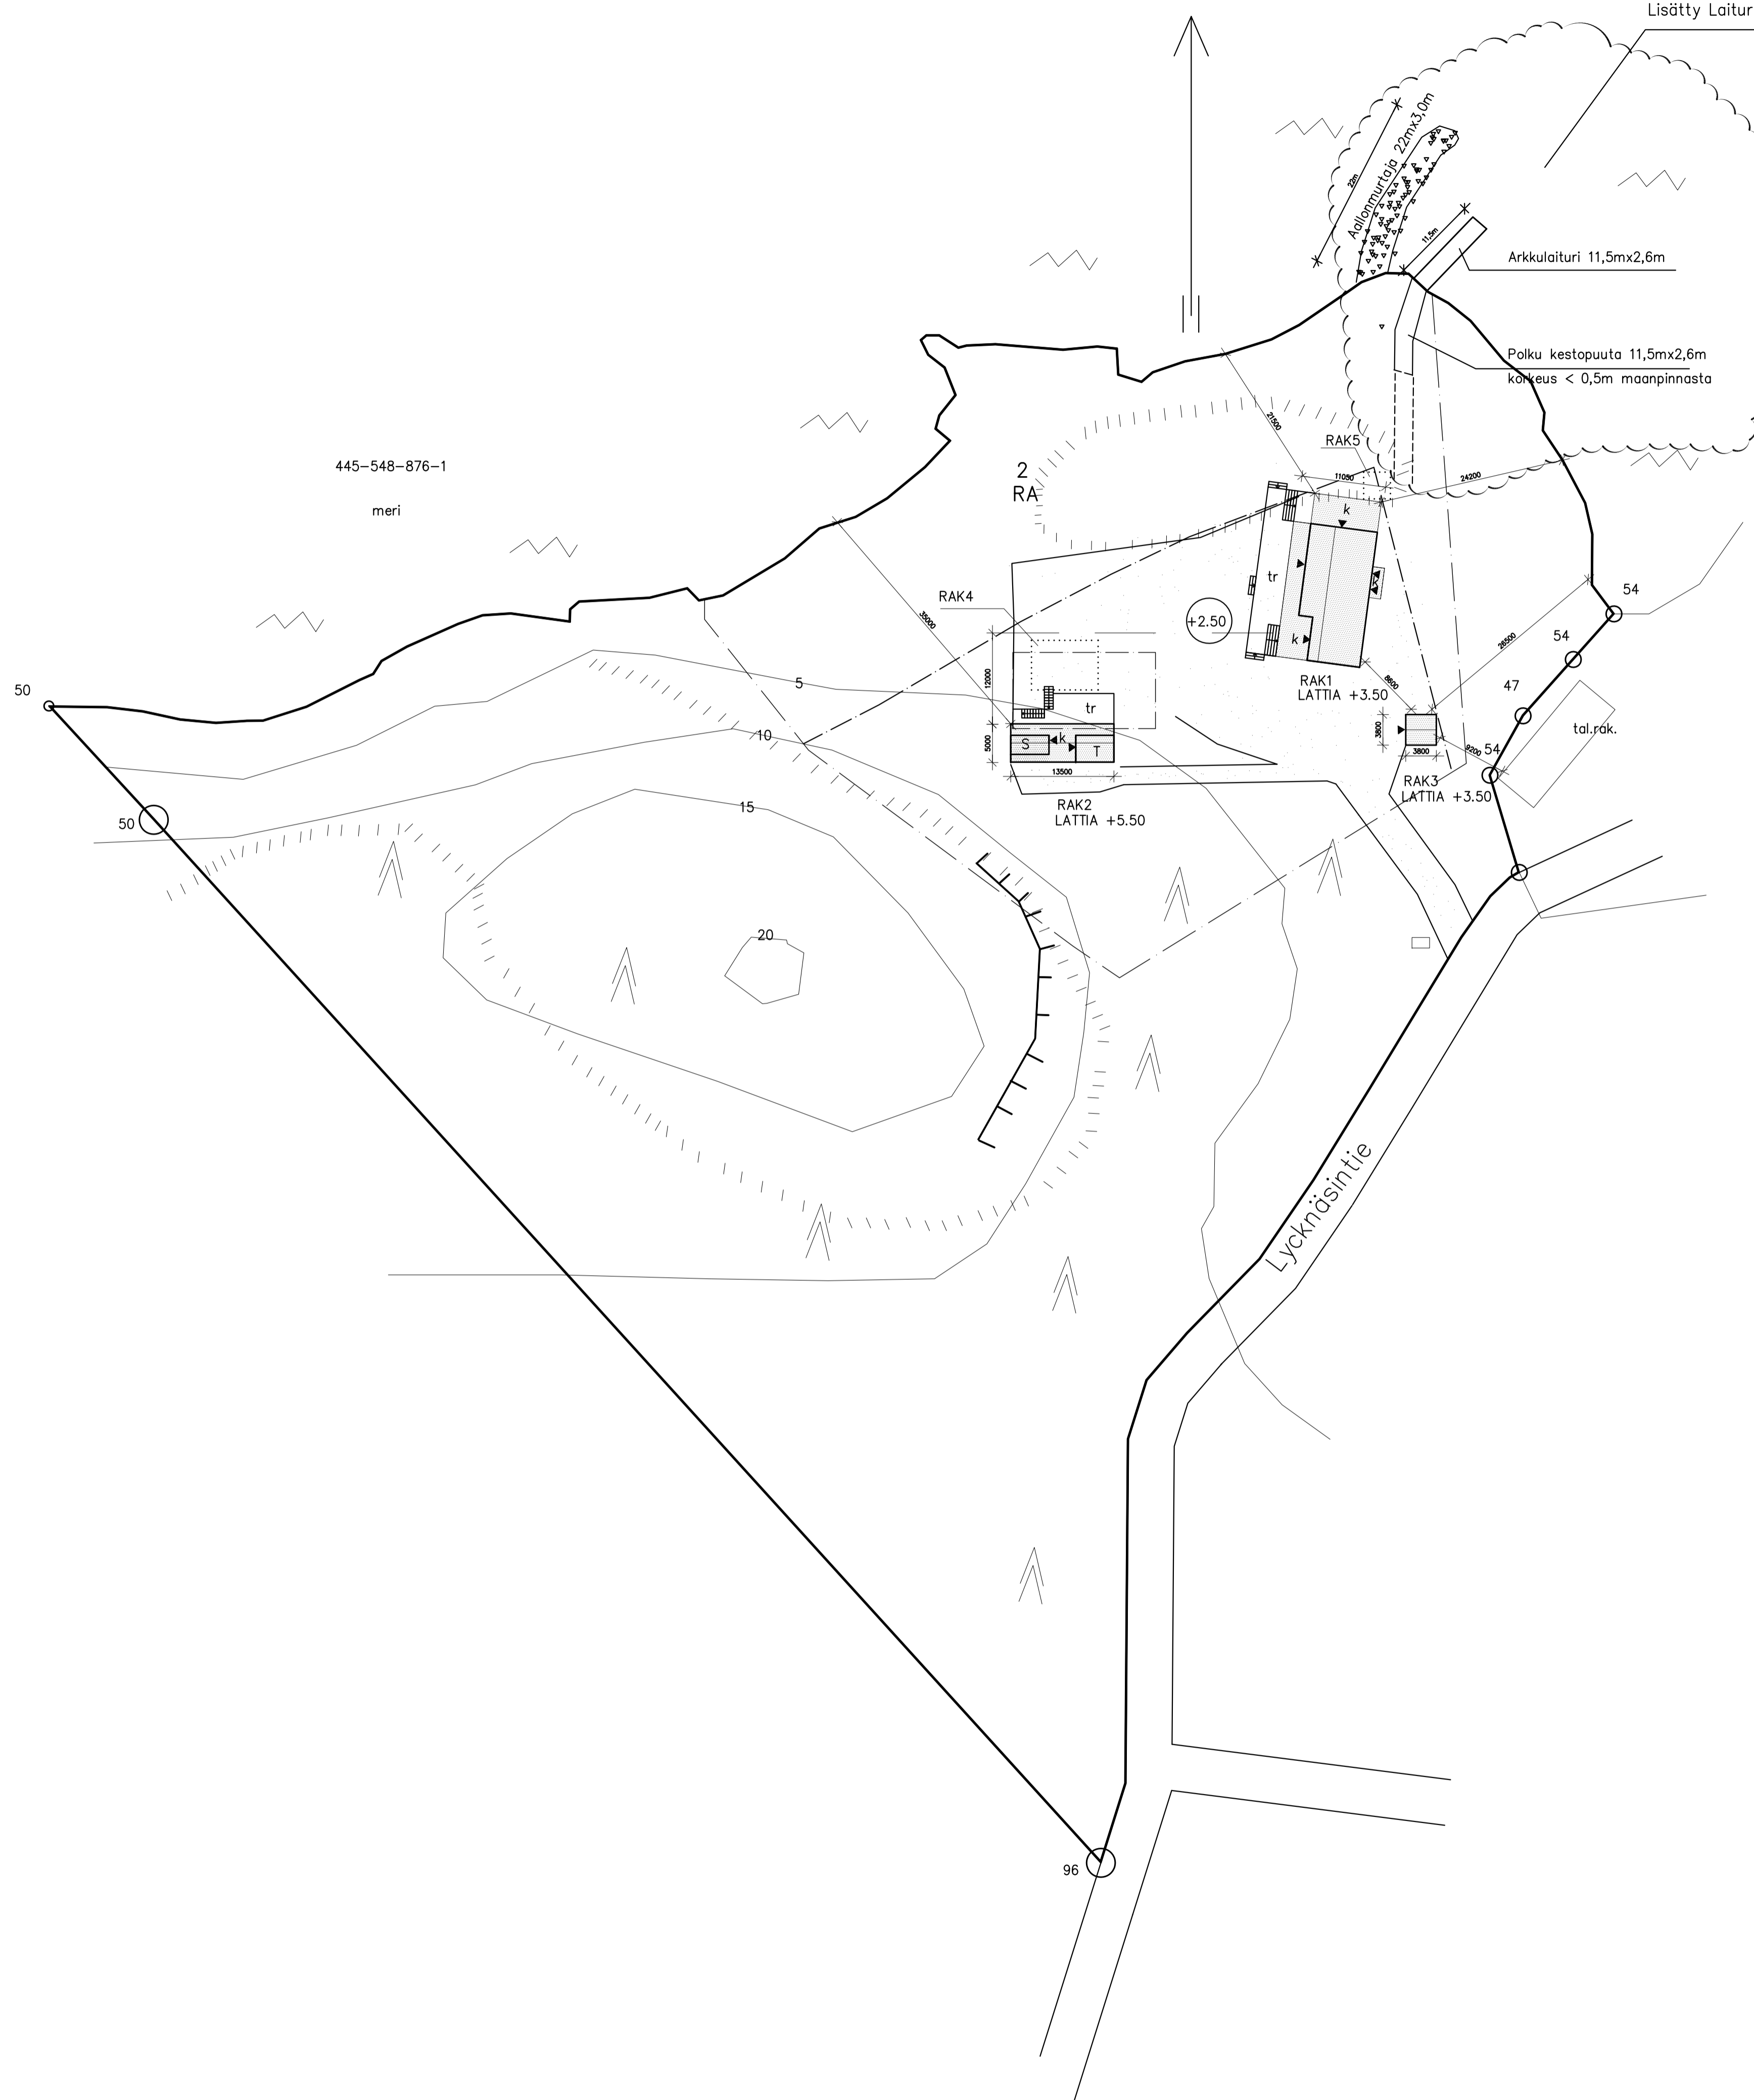 Lisätty Laitur
Aallonmurtaja 22mx3,0m
22m
11,5m
Arkkulaituri 11,5mx2,6m
Polku kestopuuta 11,5mx2,6m
korkeus < 0,5m maanpinnasta
445-548-876-1
meri
2
RA
21500
RAK5
11050
24200
k
tr
k
k
+2.50
RAK4
35000
12000
5000
tr
S
k
T
13500
RAK2
LATTIA +5.50
RAK1
LATTIA +3.50
8600
26500
3800
3800
9200
RAK3
LATTIA +3.50
54
54
47
54
tal.rak.
50
50
5
10
15
20
Lycknäsintie
96